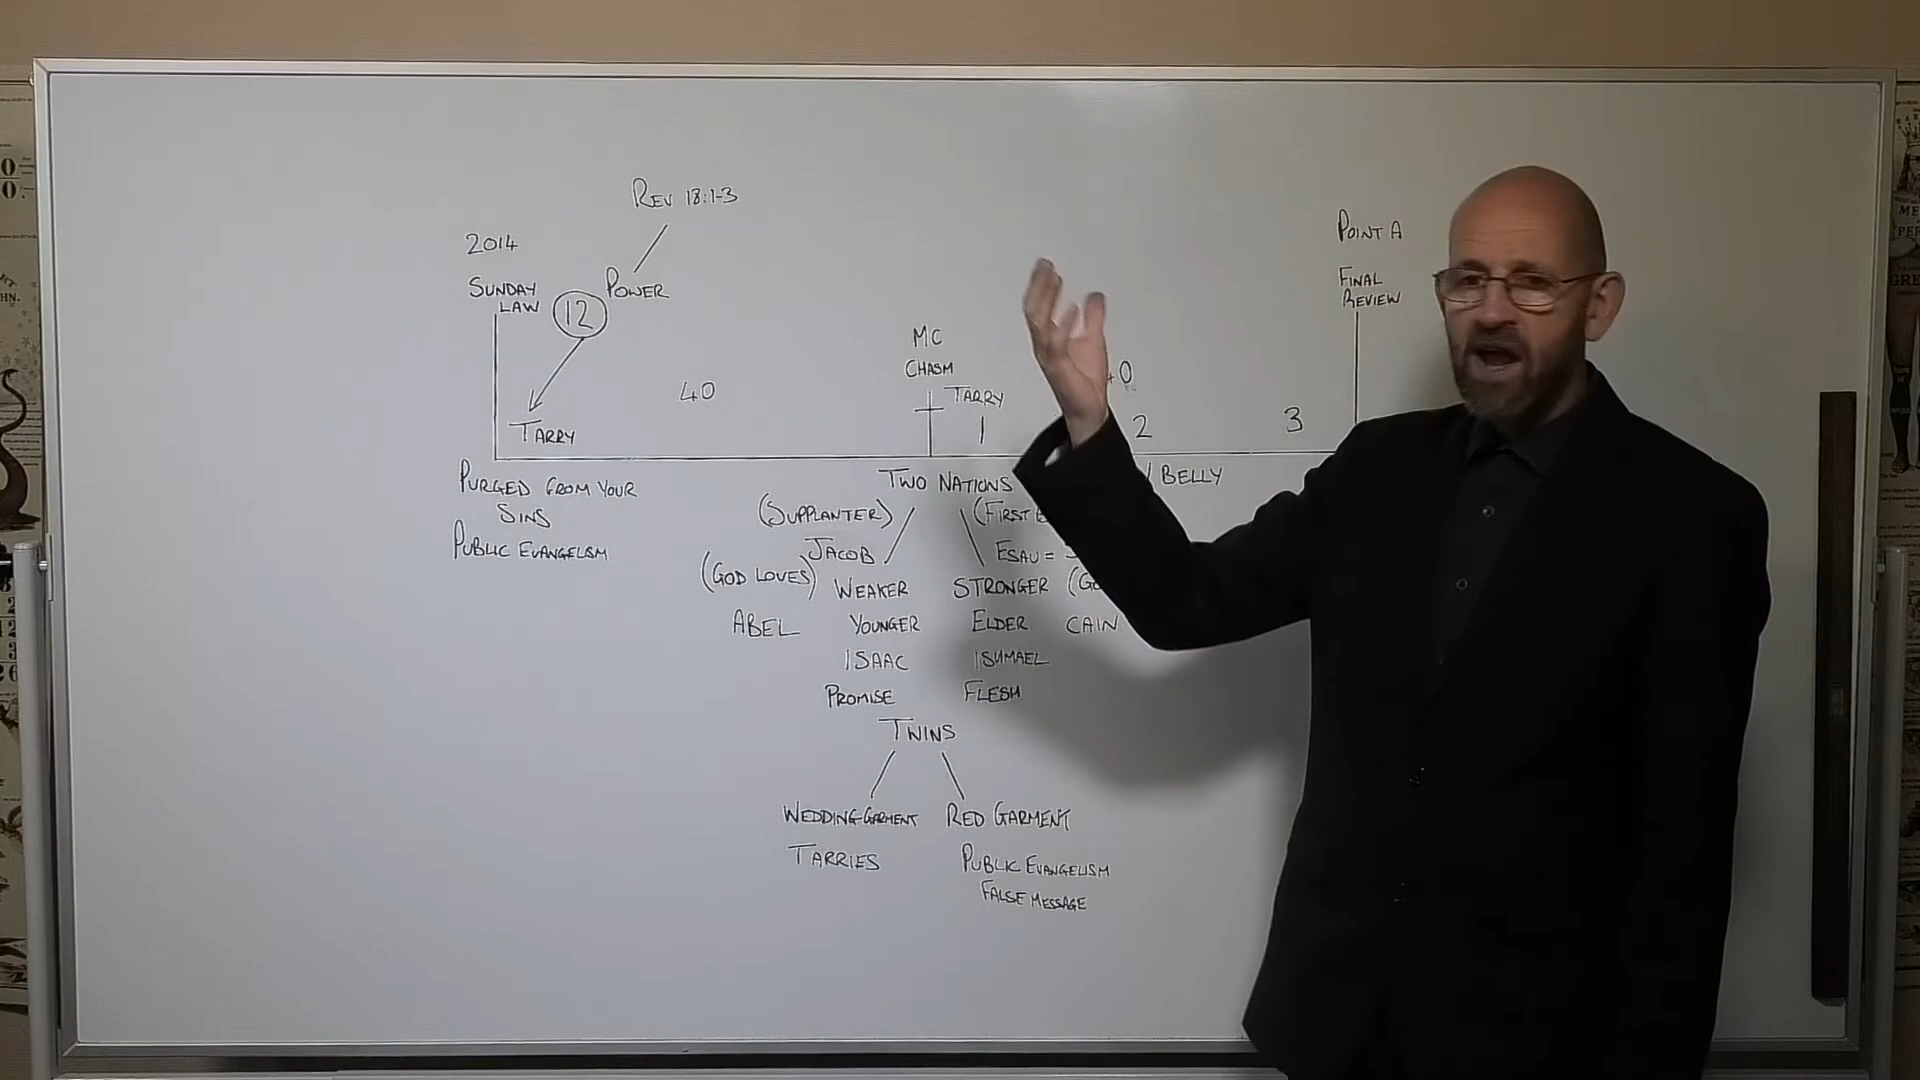 REV 18:1-3
2014
SUNDAY
LAW
12
POWER
TARRY
40
MC
CHASM
TARRY
1
2
3
POINT A
FINAL
REVIEW
PURGED FROM YOUR
SINS
PUBLIC EVANGELISM
TWO NATIONS
BELLY
(SUPPLANTER)
(FIRST
JACOB
ESAU =
(GOD LOVES)
WEAKER
STRONGER
ABEL
YOUNGER
ELDER
CAIN
ISAAC
ISHMAEL
PROMISE
FLESH
TWINS
WEDDING GARMENT
RED GARMENT
TARRIES
PUBLIC EVANGELISM
FALSE MESSAGE